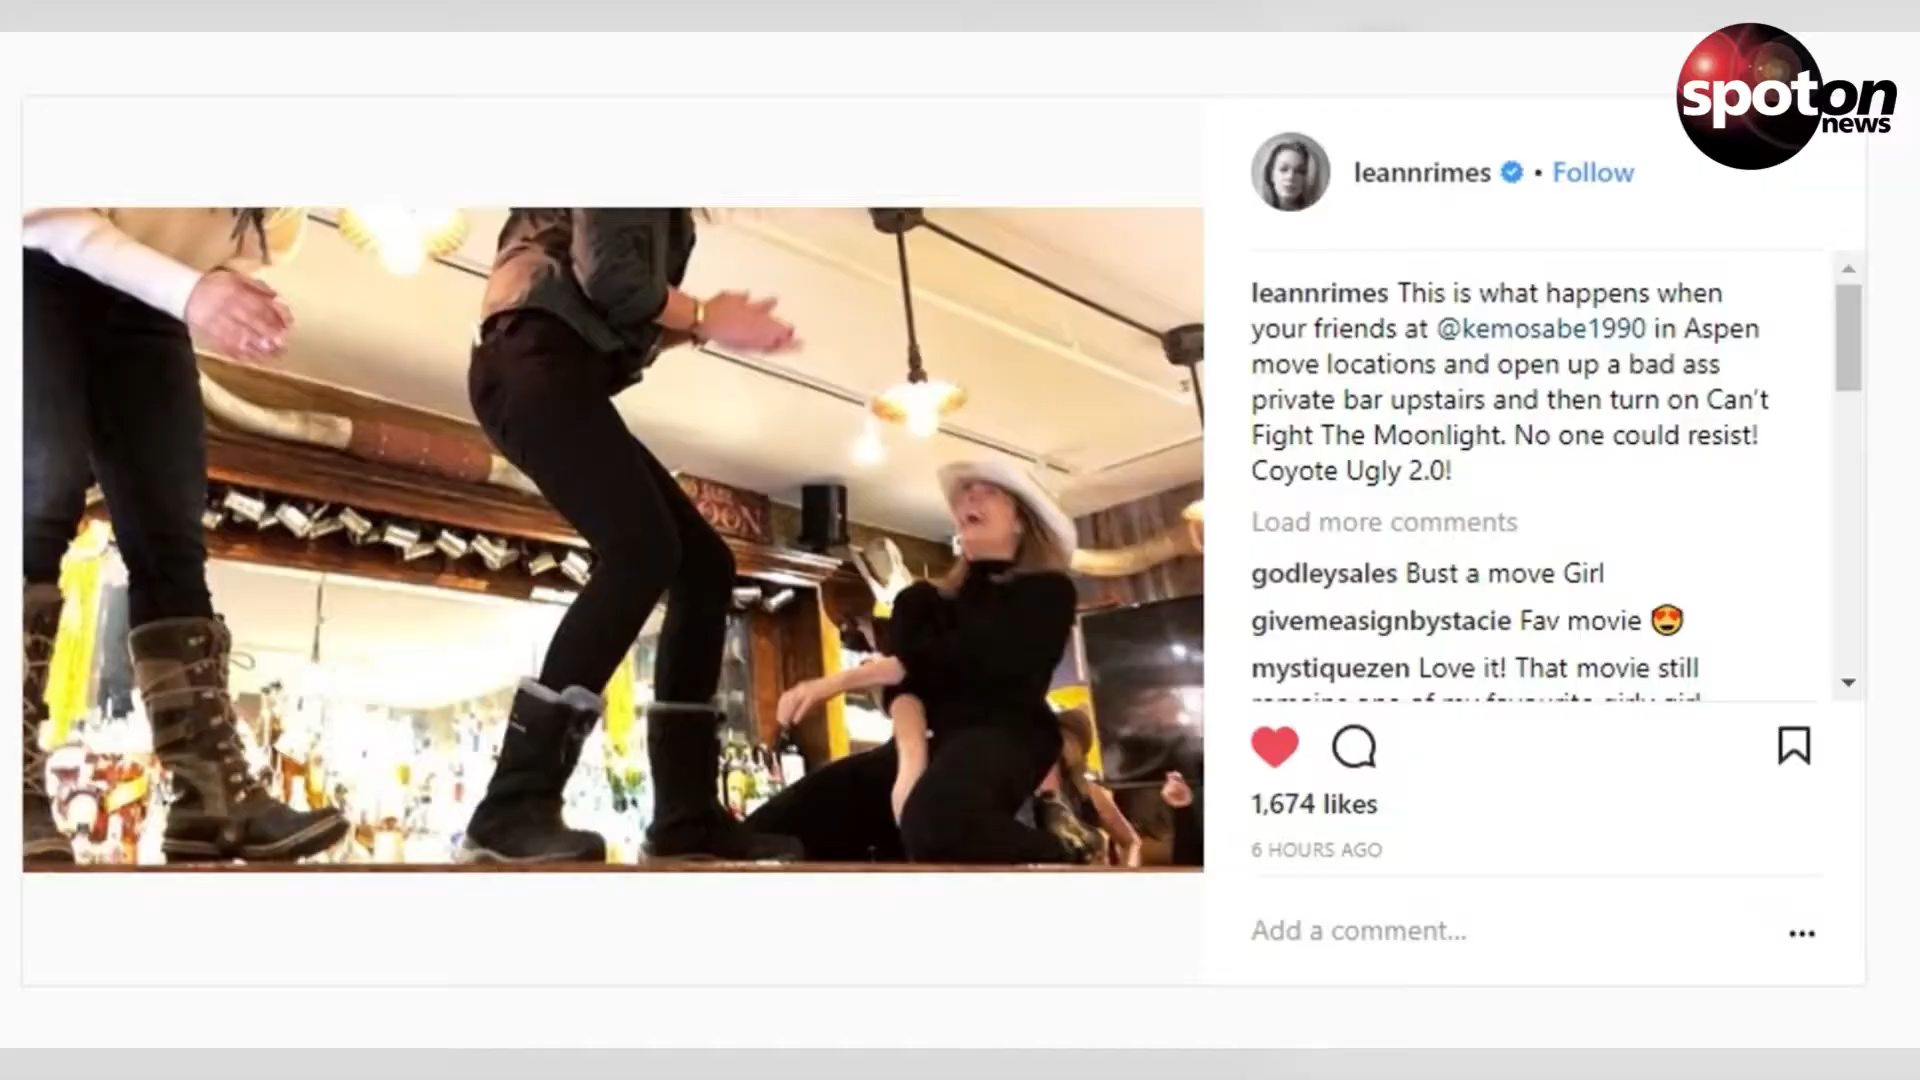 spoton
news
leannrimes • Follow
leannrimes This is what happens when
your friends at @kemosabe1990 in Aspen
move locations and open up a bad ass
private bar upstairs and then turn on Can't
Fight The Moonlight. No one could resist!
Coyote Ugly 2.0!
Load more comments
godleysales Bust a move Girl
givemeasignbystacie Fav movie 😍
mystiquezen Love it! That movie still
1,674 likes
6 HOURS AGO
Add a comment...